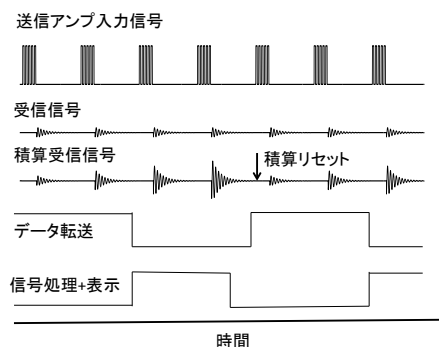 送信アンプ入力信号
受信信号
積算受信信号
積算リセット
データ転送
信号処理+表示
時間